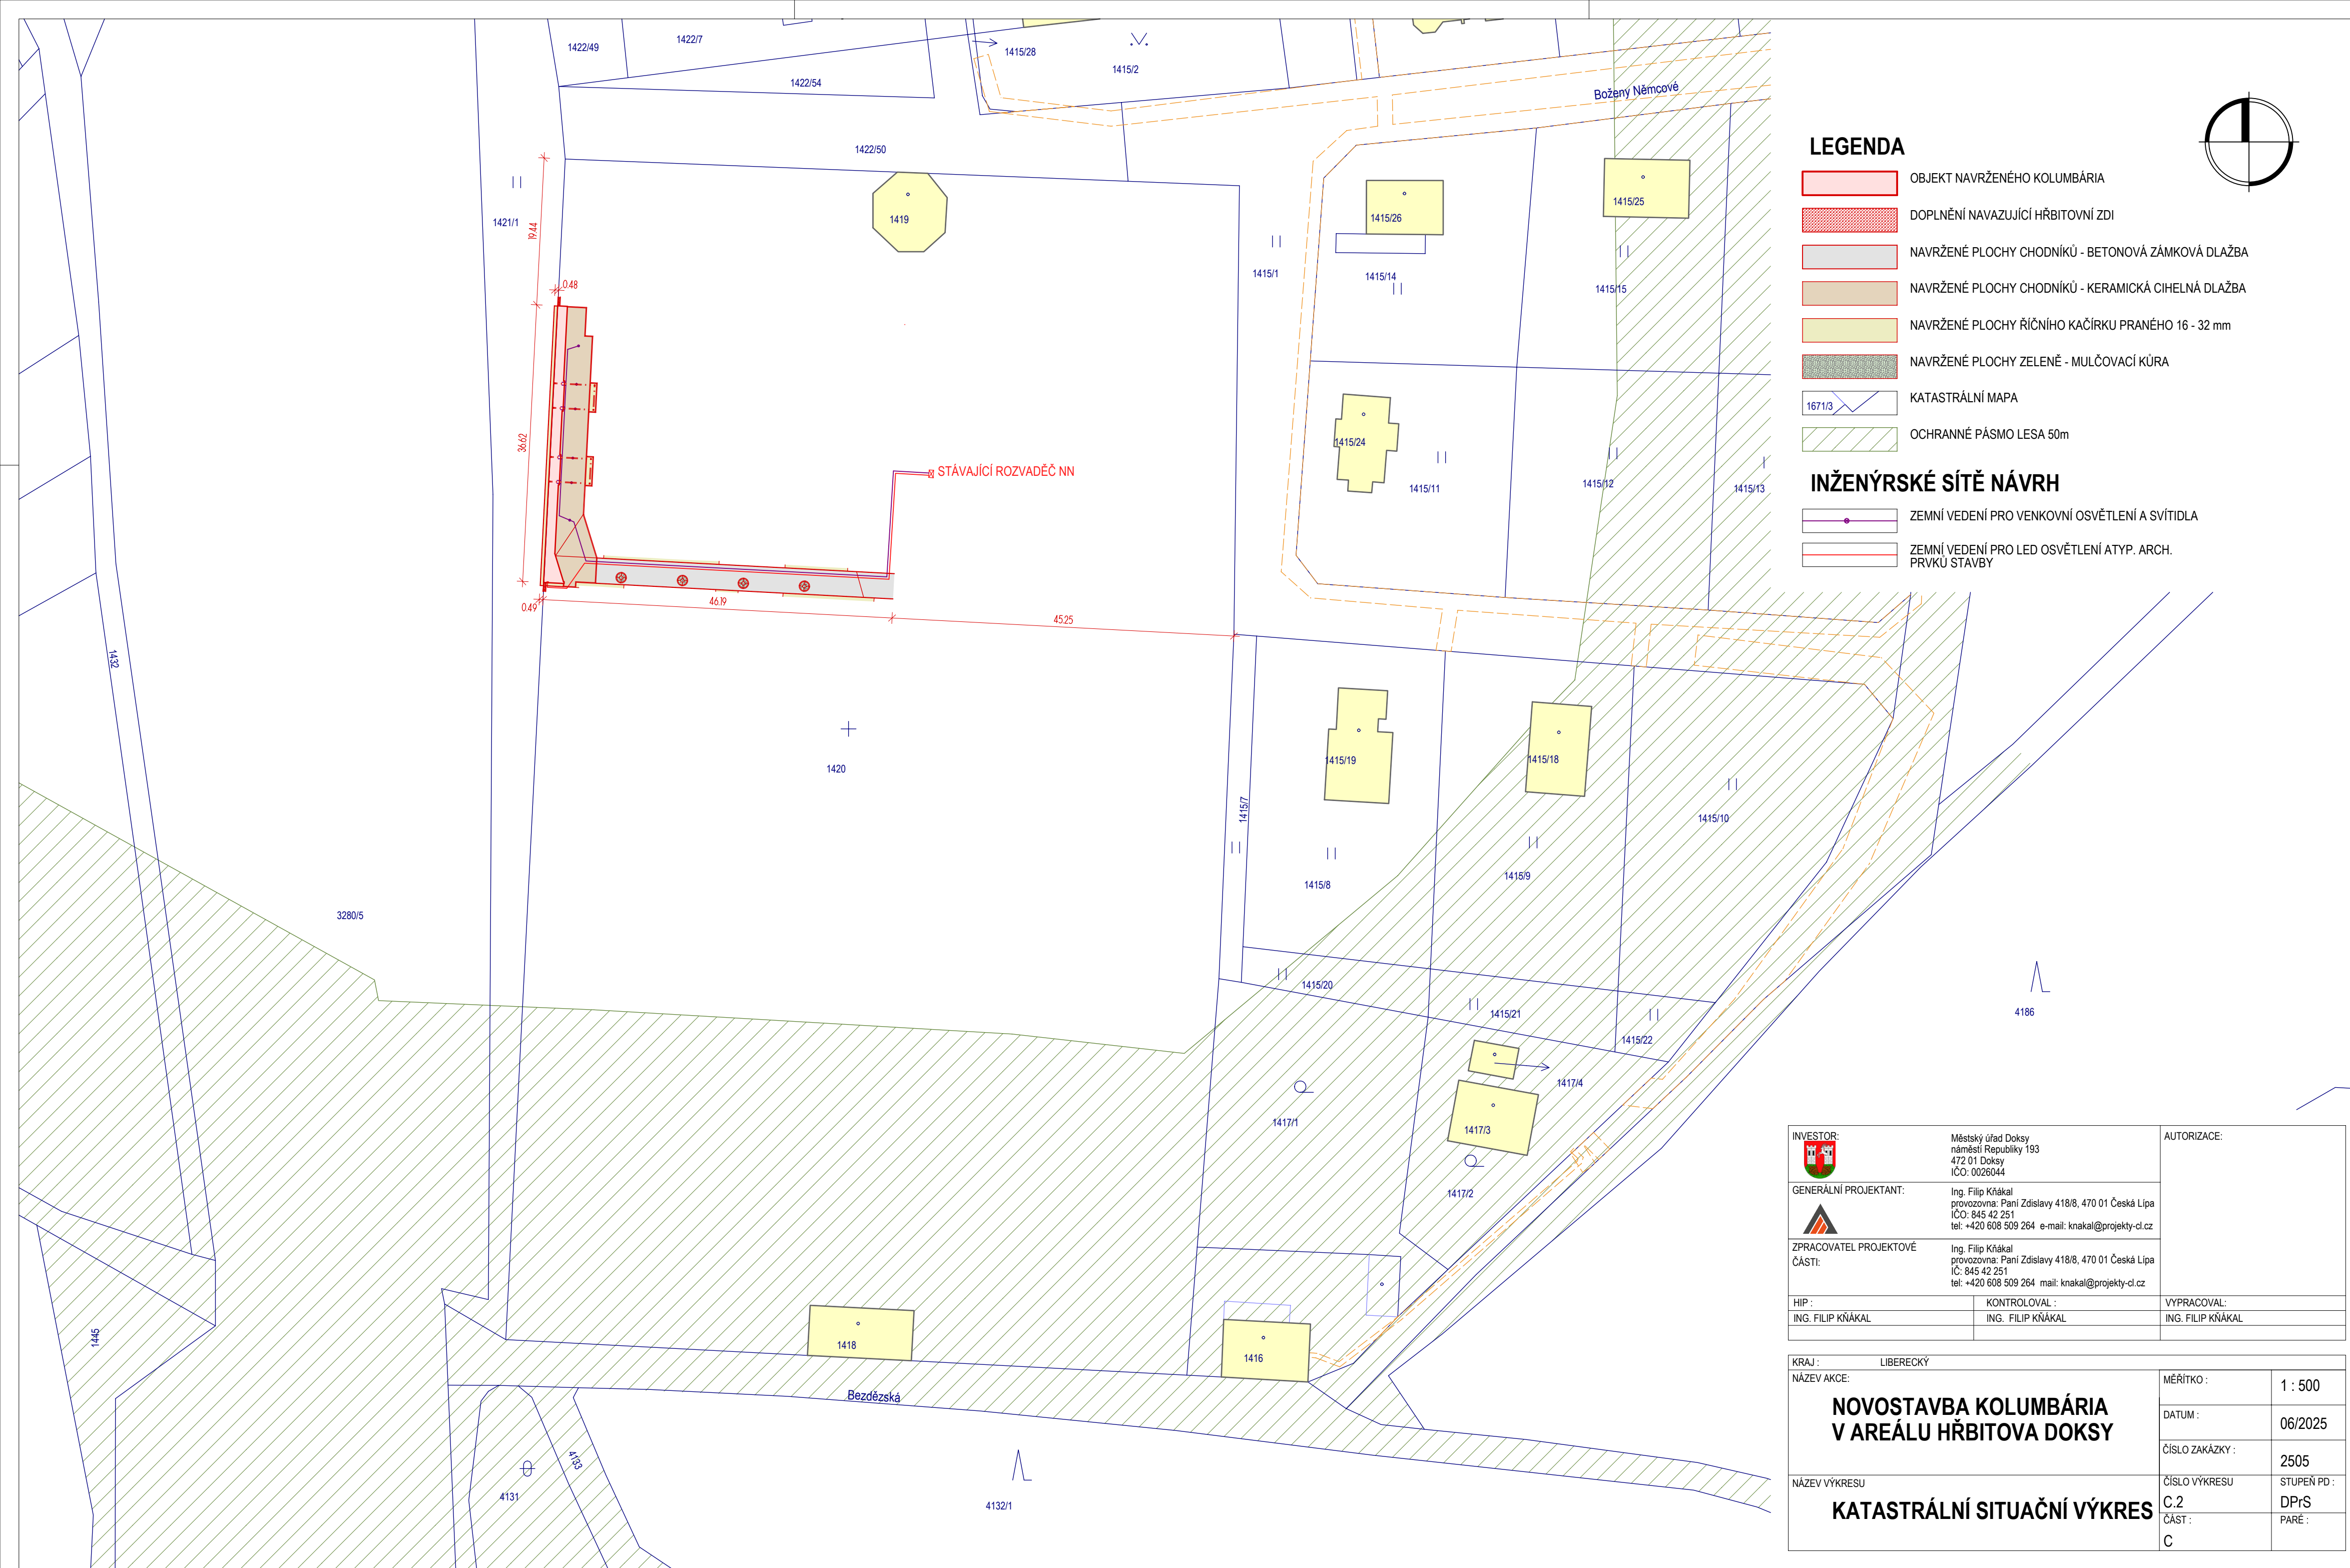 1422/49
1422/7
1422/54
1415/28
1415/2
Boženy Němcové
1422/50
1421/1
1419
1415/26
1415/25
1415/1
1415/14
1415/15
19.44
0.48
36.62
1415/24
1415/11
1415/12
1415/13
STÁVAJÍCÍ ROZVADĚČ NN
0.49
46.19
45.25
1432
1420
1415/19
1415/18
1415/7
1415/10
1415/8
1415/9
3280/5
1415/20
1415/21
1415/22
4186
1417/4
1417/1
1417/3
1417/2
1445
1418
1416
Bezdězská
4133
4131
4132/1
LEGENDA
OBJEKT NAVRŽENÉHO KOLUMBÁRIA
DOPLNĚNÍ NAVAZUJÍCÍ HŘBITOVNÍ ZDI
NAVRŽENÉ PLOCHY CHODNÍKŮ - BETONOVÁ ZÁMKOVÁ DLAŽBA
NAVRŽENÉ PLOCHY CHODNÍKŮ - KERAMICKÁ CIHELNÁ DLAŽBA
NAVRŽENÉ PLOCHY ŘÍČNÍHO KAČÍRKU PRANÉHO 16 - 32 mm
NAVRŽENÉ PLOCHY ZELENĚ - MULČOVACÍ KŮRA
1671/3
KATASTRÁLNÍ MAPA
OCHRANNÉ PÁSMO LESA 50m
INŽENÝRSKÉ SÍTĚ NÁVRH
ZEMNÍ VEDENÍ PRO VENKOVNÍ OSVĚTLENÍ A SVÍTIDLA
ZEMNÍ VEDENÍ PRO LED OSVĚTLENÍ ATYP. ARCH.
PRVKŮ STAVBY
INVESTOR:
Městský úřad Doksy
náměstí Republiky 193
472 01 Doksy
IČO: 0026044
AUTORIZACE:
GENERÁLNÍ PROJEKTANT:
Ing. Filip Kňákal
provozovna: Paní Zdislavy 418/8, 470 01 Česká Lípa
IČO: 845 42 251
tel: +420 608 509 264 e-mail: knakal@projekty-cl.cz
ZPRACOVATEL PROJEKTOVÉ
ČÁSTI:
Ing. Filip Kňákal
provozovna: Paní Zdislavy 418/8, 470 01 Česká Lípa
IČ: 845 42 251
tel: +420 608 509 264 mail: knakal@projekty-cl.cz
HIP :
KONTROLOVAL :
VYPRACOVAL:
ING. FILIP KŇÁKAL
ING. FILIP KŇÁKAL
ING. FILIP KŇÁKAL
KRAJ : LIBERECKÝ
NÁZEV AKCE:
NOVOSTAVBA KOLUMBÁRIA
V AREÁLU HŘBITOVA DOKSY
MĚŘÍTKO :
1 : 500
DATUM :
06/2025
ČÍSLO ZAKÁZKY :
2505
NÁZEV VÝKRESU
KATASTRÁLNÍ SITUAČNÍ VÝKRES
ČÍSLO VÝKRESU
C.2
STUPEŇ PD :
DPrS
ČÁST :
C
PARÉ :